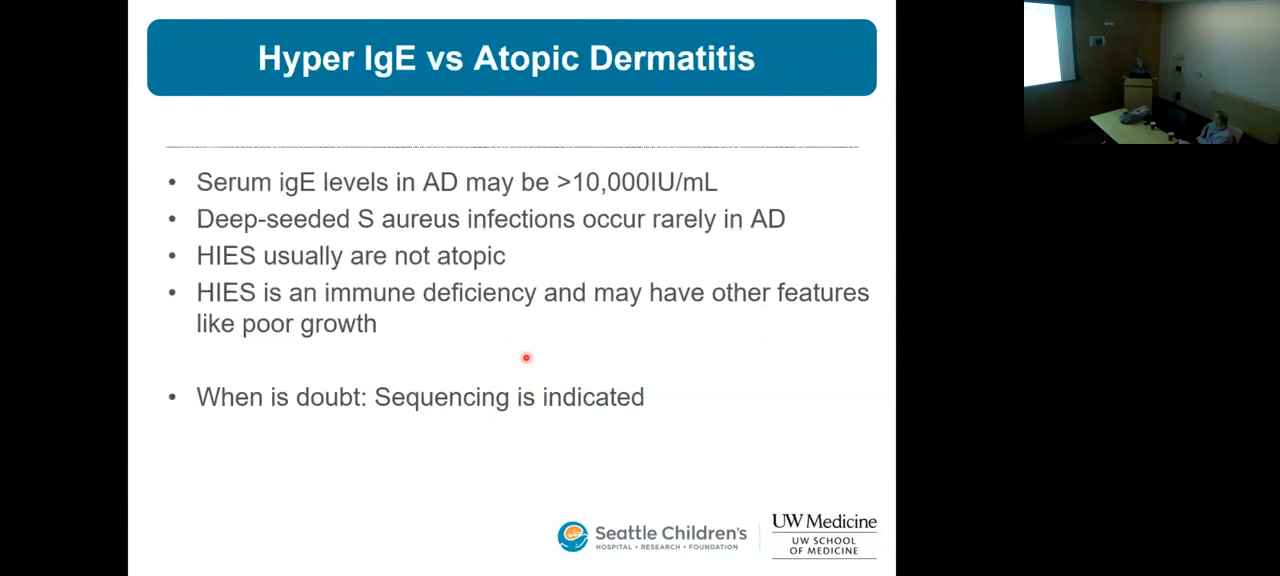 Hyper IgE vs Atopic Dermatitis
• Serum igE levels in AD may be >10,000IU/mL
• Deep-seeded S aureus infections occur rarely in AD
• HIES usually are not atopic
• HIES is an immune deficiency and may have other features
like poor growth
• When is doubt: Sequencing is indicated
Seattle Children's
HOSPITAL • RESEARCH • FOUNDATION
UW Medicine
UW SCHOOL
OF MEDICINE